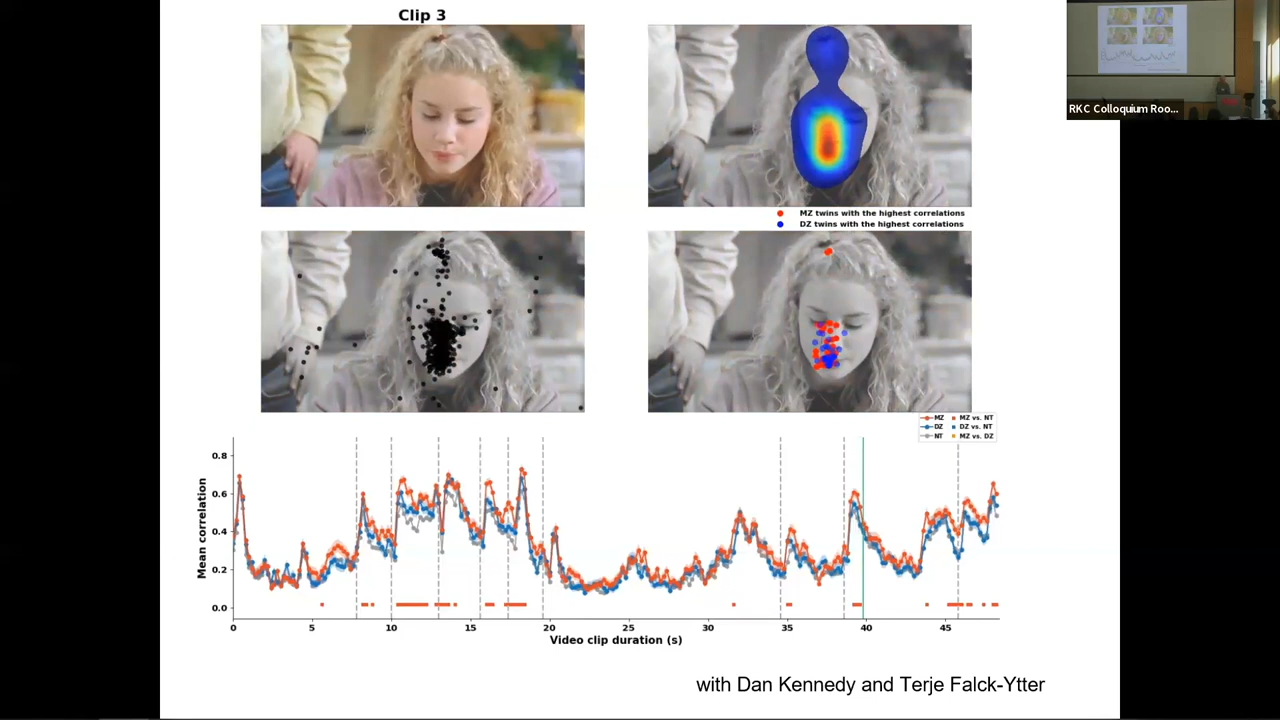 Clip 3
RKC Colloquium Roo...
MZ twins with the highest correlations
DZ twins with the highest correlations
MZ MZ vs. NT
DZ DZ vs. NT
NT MZ vs. DZ
0.8
0.6
0.4
0.2
0.0
Mean correlation
0 5 10 15 20 25 30 35 40 45
Video clip duration (s)
with Dan Kennedy and Terje Falck-Ytter